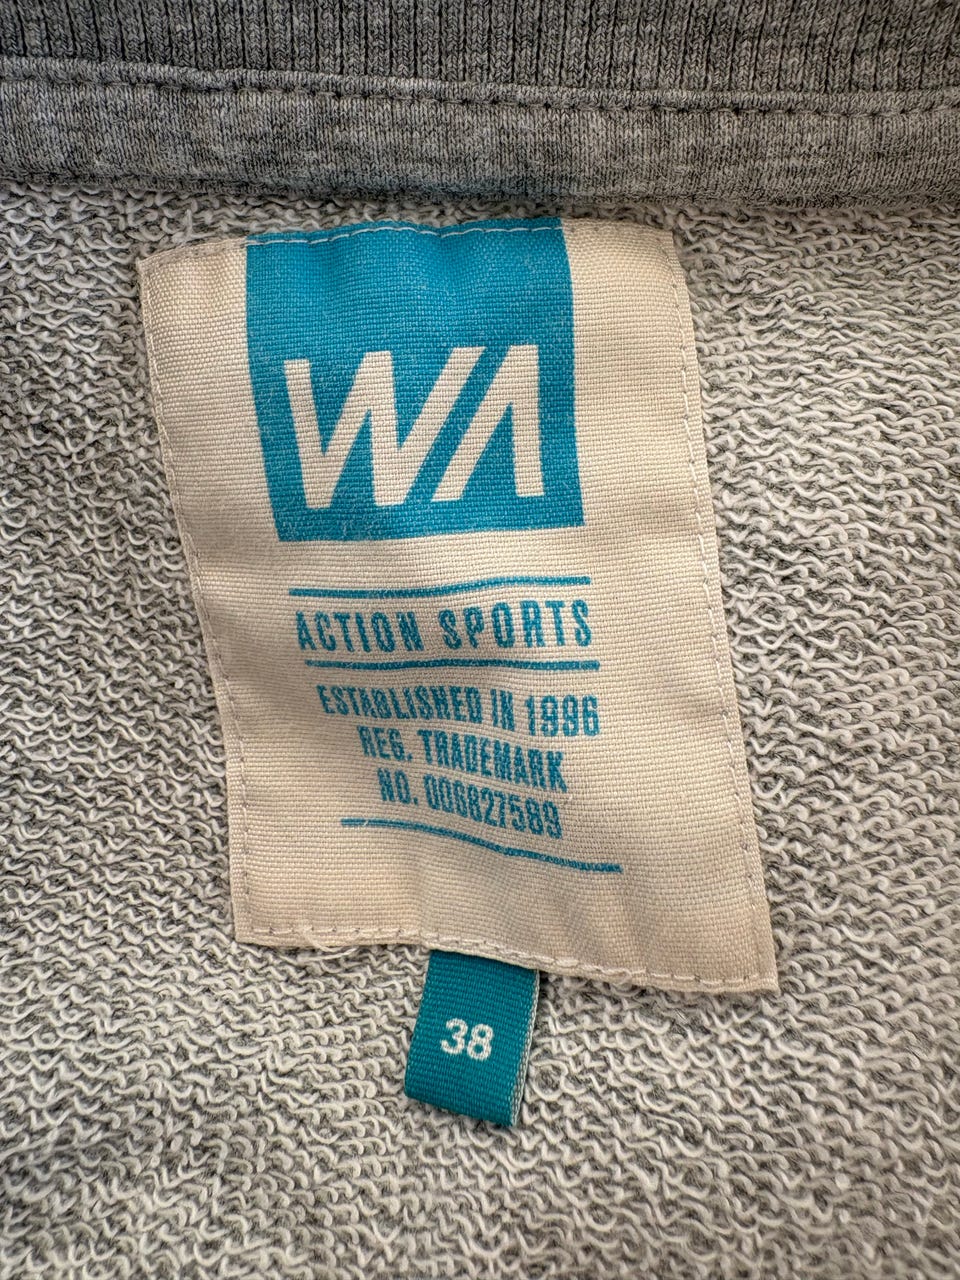 WA
ACTION SPORTS
ESTABLISHED IN 1996
REG. TRADEMARK
NO. 006827589
38